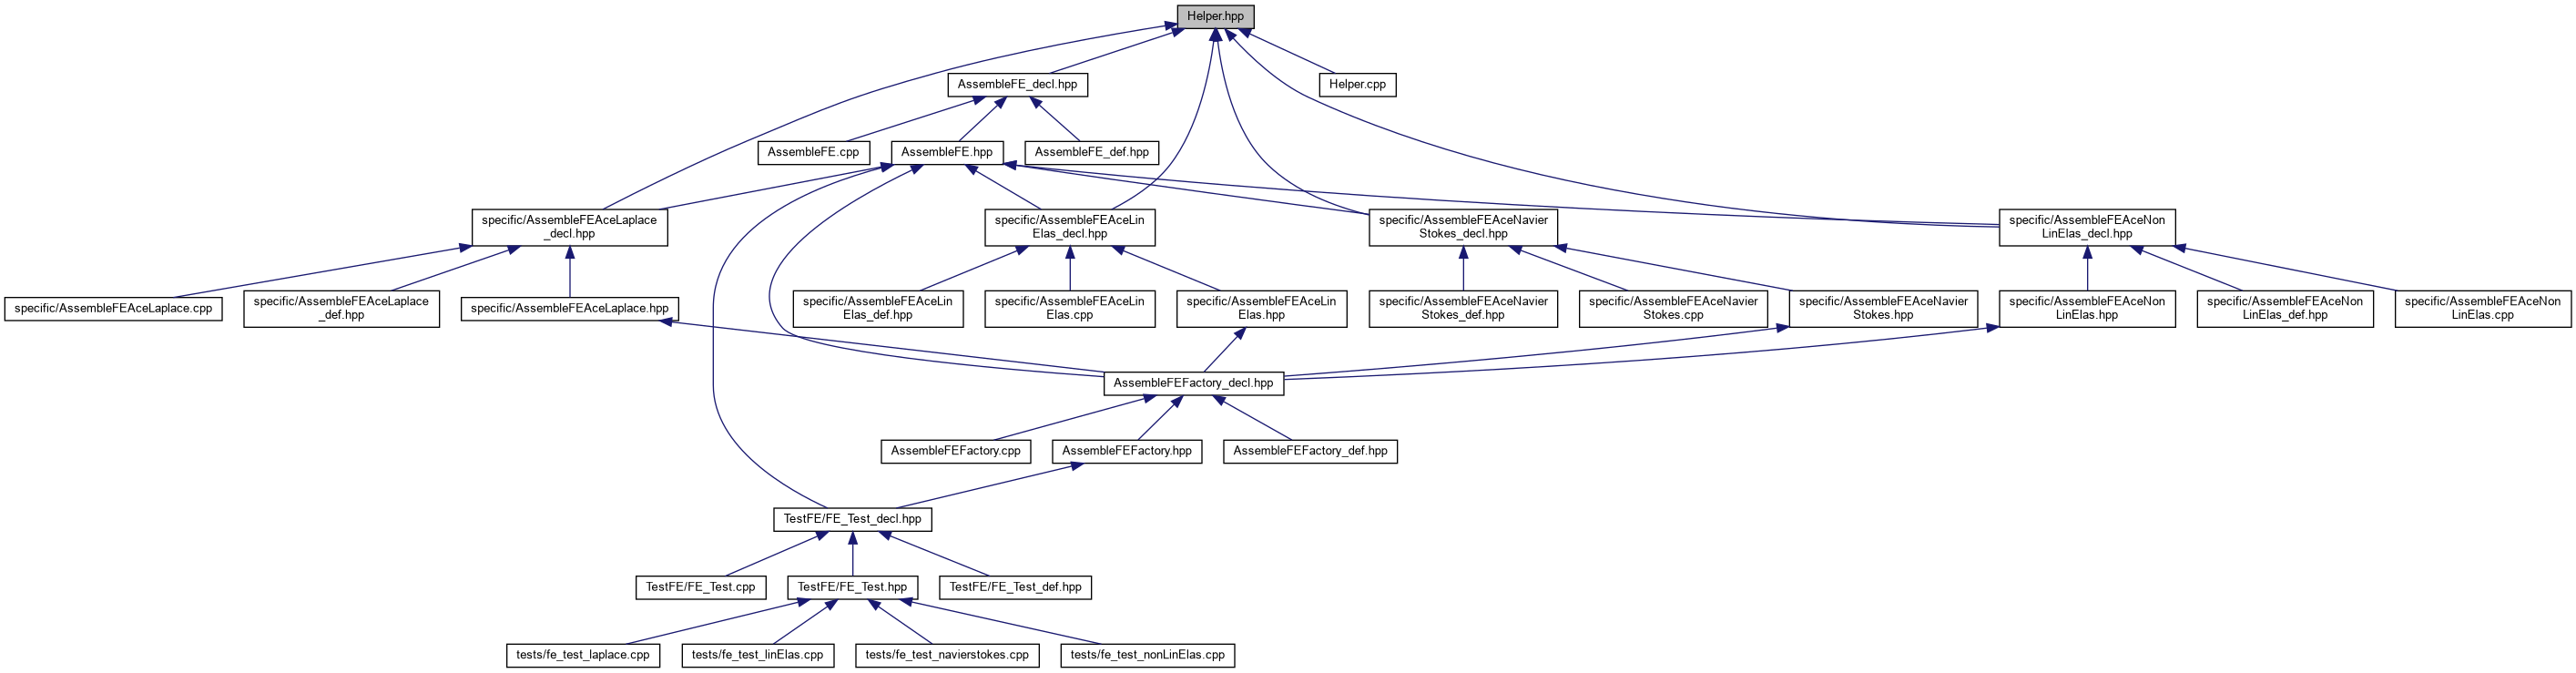 Helper.hpp
AssembleFE_decl.hpp
Helper.cpp
AssembleFE.cpp
AssembleFE.hpp
AssembleFE_def.hpp
specific/AssembleFEAceLaplace
_decl.hpp
specific/AssembleFEAceLin
Elas_decl.hpp
specific/AssembleFEAceNavier
Stokes_decl.hpp
specific/AssembleFEAceNon
LinElas_decl.hpp
specific/AssembleFEAceLaplace.cpp
specific/AssembleFEAceLaplace
_def.hpp
specific/AssembleFEAceLaplace.hpp
specific/AssembleFEAceLin
Elas_def.hpp
specific/AssembleFEAceLin
Elas.cpp
specific/AssembleFEAceLin
Elas.hpp
specific/AssembleFEAceNavier
Stokes_def.hpp
specific/AssembleFEAceNavier
Stokes.cpp
specific/AssembleFEAceNavier
Stokes.hpp
specific/AssembleFEAceNon
LinElas.hpp
specific/AssembleFEAceNon
LinElas_def.hpp
specific/AssembleFEAceNon
LinElas.cpp
AssembleFEFactory_decl.hpp
AssembleFEFactory.cpp
AssembleFEFactory.hpp
AssembleFEFactory_def.hpp
TestFE/FE_Test_decl.hpp
TestFE/FE_Test.cpp
TestFE/FE_Test.hpp
TestFE/FE_Test_def.hpp
tests/fe_test_laplace.cpp
tests/fe_test_linElas.cpp
tests/fe_test_navierstokes.cpp
tests/fe_test_nonLinElas.cpp